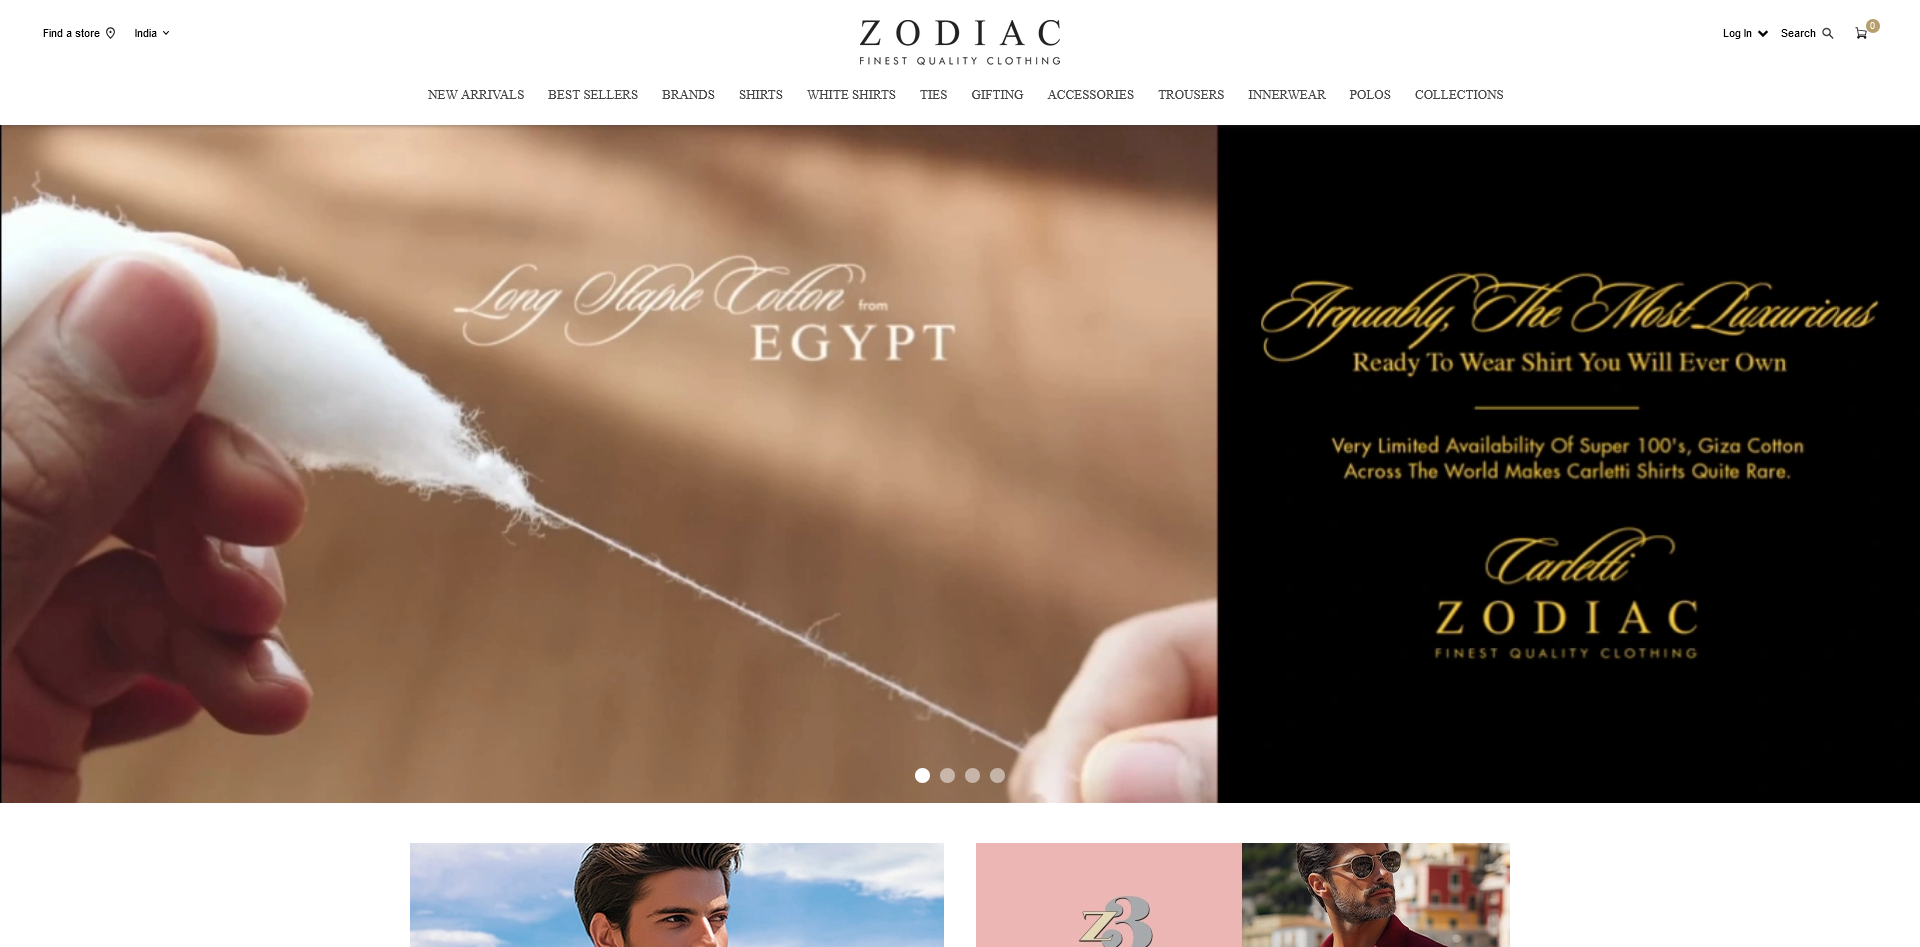 Find a store
India
ZODIAC
FINEST QUALITY CLOTHING
Log In
Search
0
NEW ARRIVALS
BEST SELLERS
BRANDS
SHIRTS
WHITE SHIRTS
TIES
GIFTING
ACCESSORIES
TROUSERS
INNERWEAR
POLOS
COLLECTIONS
Long Staple Cotton from
EGYPT
Arguably, The Most Luxurious
Ready To Wear Shirt You Will Ever Own
Very Limited Availability Of Super 100's, Giza Cotton
Across The World Makes Carletti Shirts Quite Rare.
Carletti
ZODIAC
FINEST QUALITY CLOTHING
z3